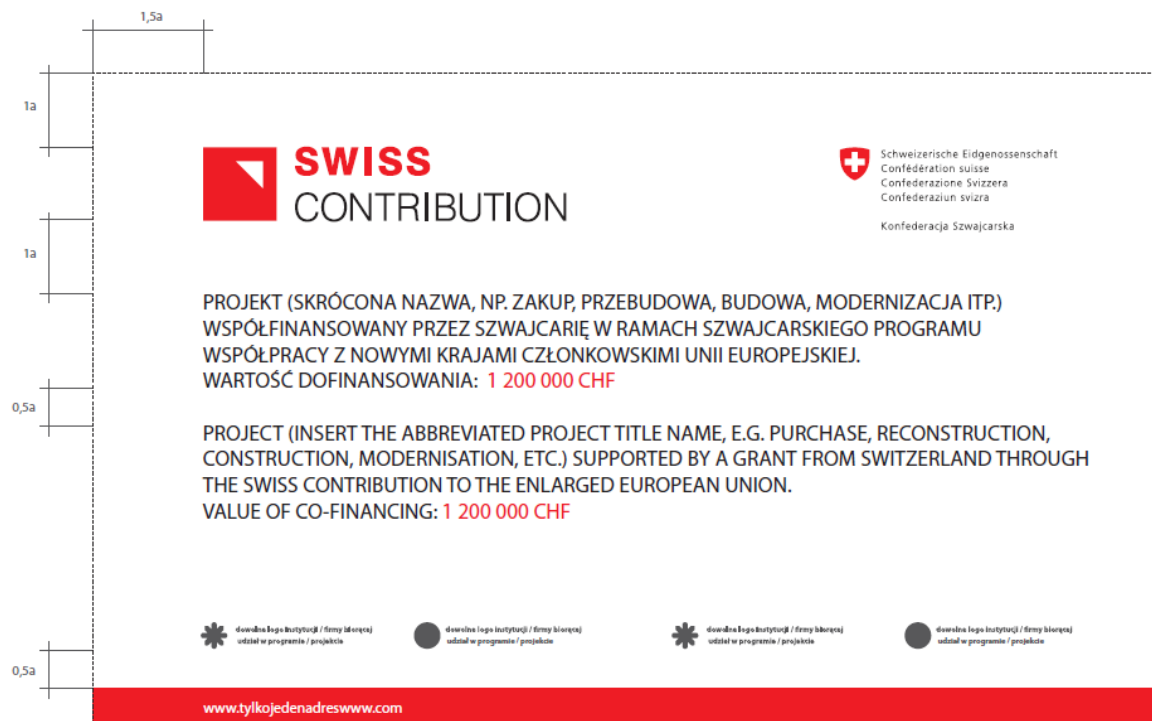 1,5a
1a
SWISS
CONTRIBUTION
Schweizerische Eidgenossenschaft
Confédération suisse
Confederazione Svizzera
Confederaziun svizra
Konfederacja Szwajcarska
1a
PROJEKT (SKRÓCONA NAZWA, NP. ZAKUP, PRZEBUDOWA, BUDOWA, MODERNIZACJA ITP.)
WSPÓŁFINANSOWANY PRZEZ SZWAJCARIĘ W RAMACH SZWAJCARSKIEGO PROGRAMU
WSPÓŁPRACY Z NOWYMI KRAJAMI CZŁONKOWSKIMI UNII EUROPEJSKIEJ.
WARTOŚĆ DOFINANSOWANIA: 1 200 000 CHF
0,5a
PROJECT (INSERT THE ABBREVIATED PROJECT TITLE NAME, E.G. PURCHASE, RECONSTRUCTION,
CONSTRUCTION, MODERNISATION, ETC.) SUPPORTED BY A GRANT FROM SWITZERLAND THROUGH
THE SWISS CONTRIBUTION TO THE ENLARGED EUROPEAN UNION.
VALUE OF CO-FINANCING: 1 200 000 CHF
dowolne logo instytucji / firmy biorącej
udział w programie / projekcie
dowolne logo instytucji / firmy biorącej
udział w programie / projekcie
dowolne logo instytucji / firmy biorącej
udział w programie / projekcie
dowolne logo instytucji / firmy biorącej
udział w programie / projekcie
0,5a
www.tylkojedenadreswww.com